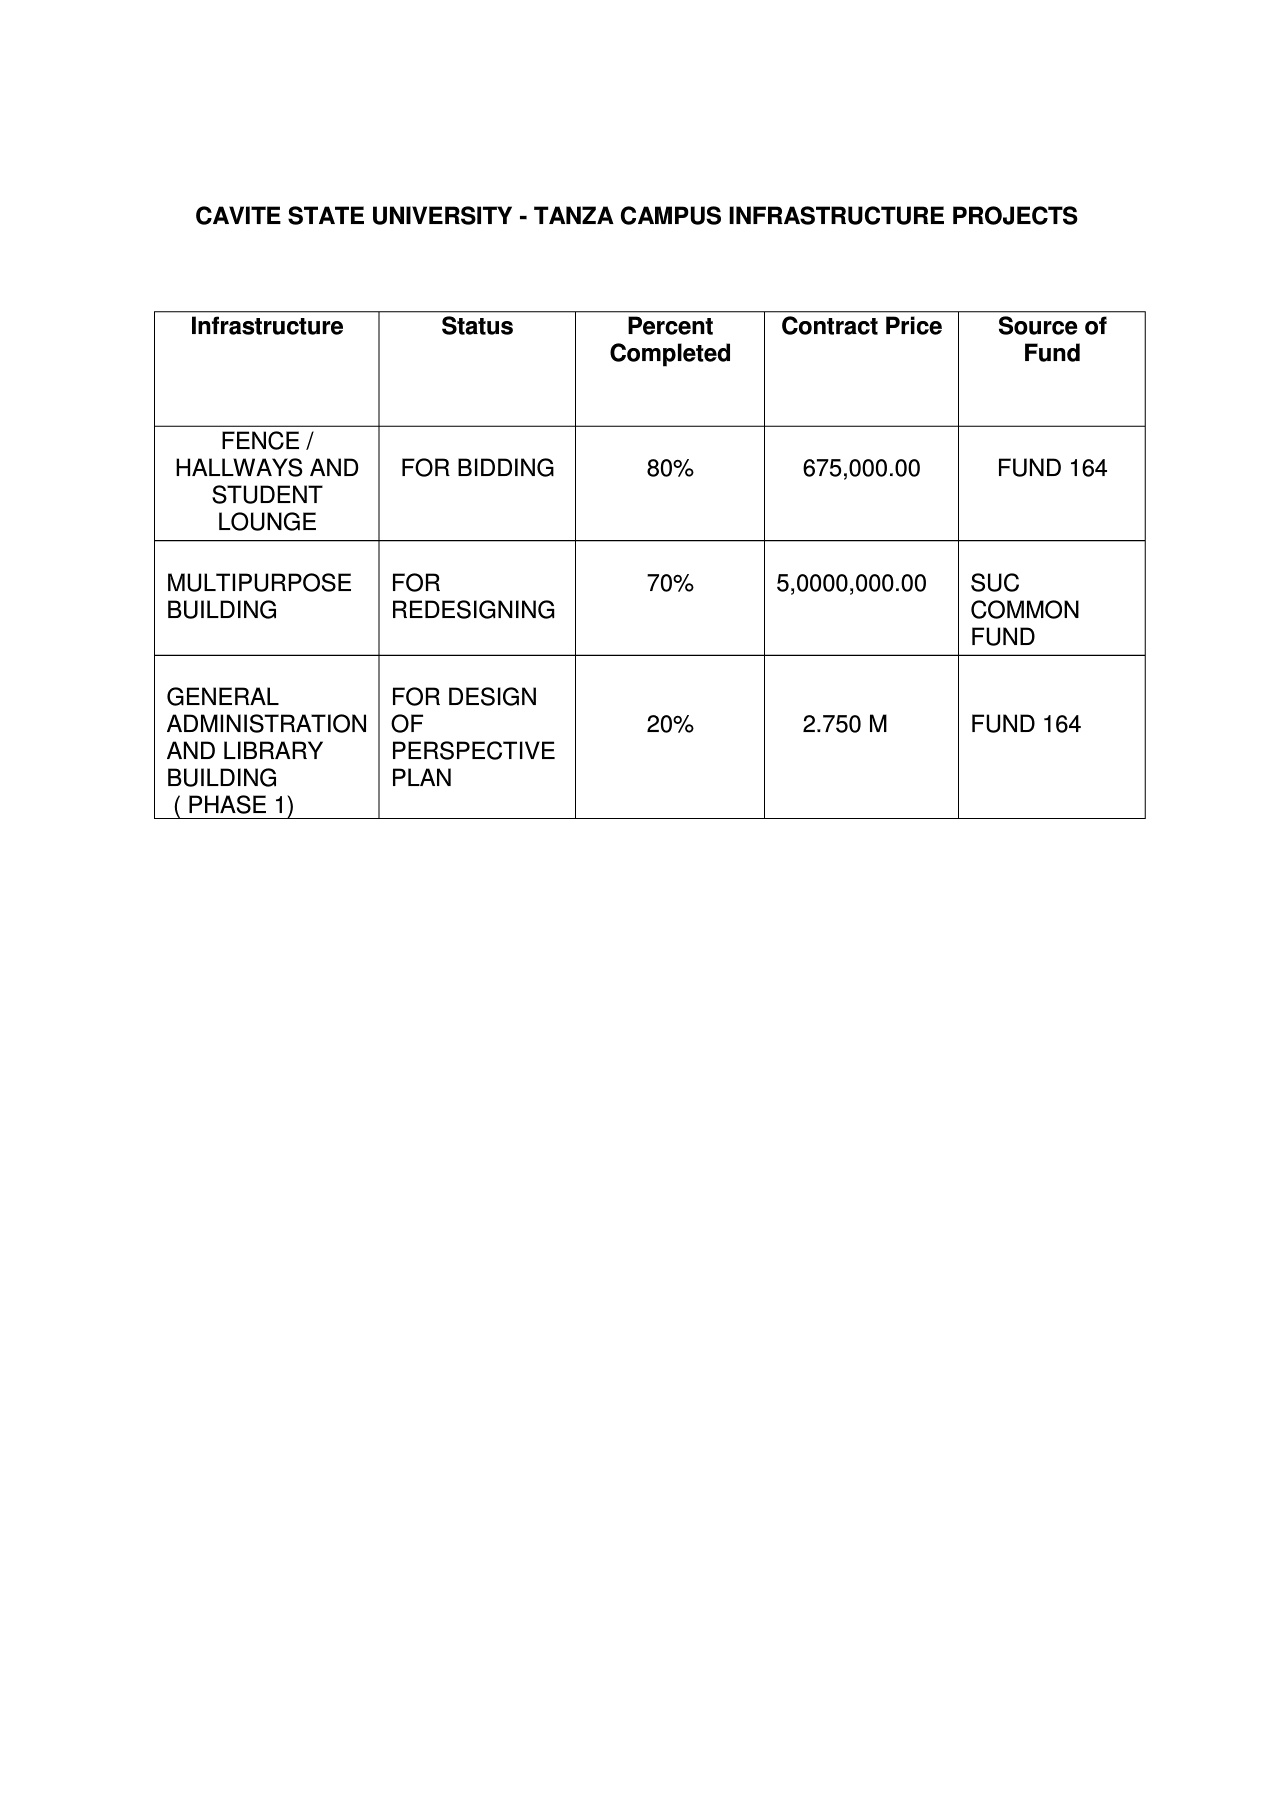 CAVITE STATE UNIVERSITY - TANZA CAMPUS INFRASTRUCTURE PROJECTS
Infrastructure
Status
Percent
Completed
Contract Price
Source of
Fund
FENCE /
HALLWAYS AND
STUDENT
LOUNGE
FOR BIDDING
80%
675,000.00
FUND 164
MULTIPURPOSE
BUILDING
FOR
REDESIGNING
70%
5,0000,000.00
SUC
COMMON
FUND
GENERAL
ADMINISTRATION
AND LIBRARY
BUILDING
( PHASE 1)
FOR DESIGN
OF
PERSPECTIVE
PLAN
20%
2.750 M
FUND 164